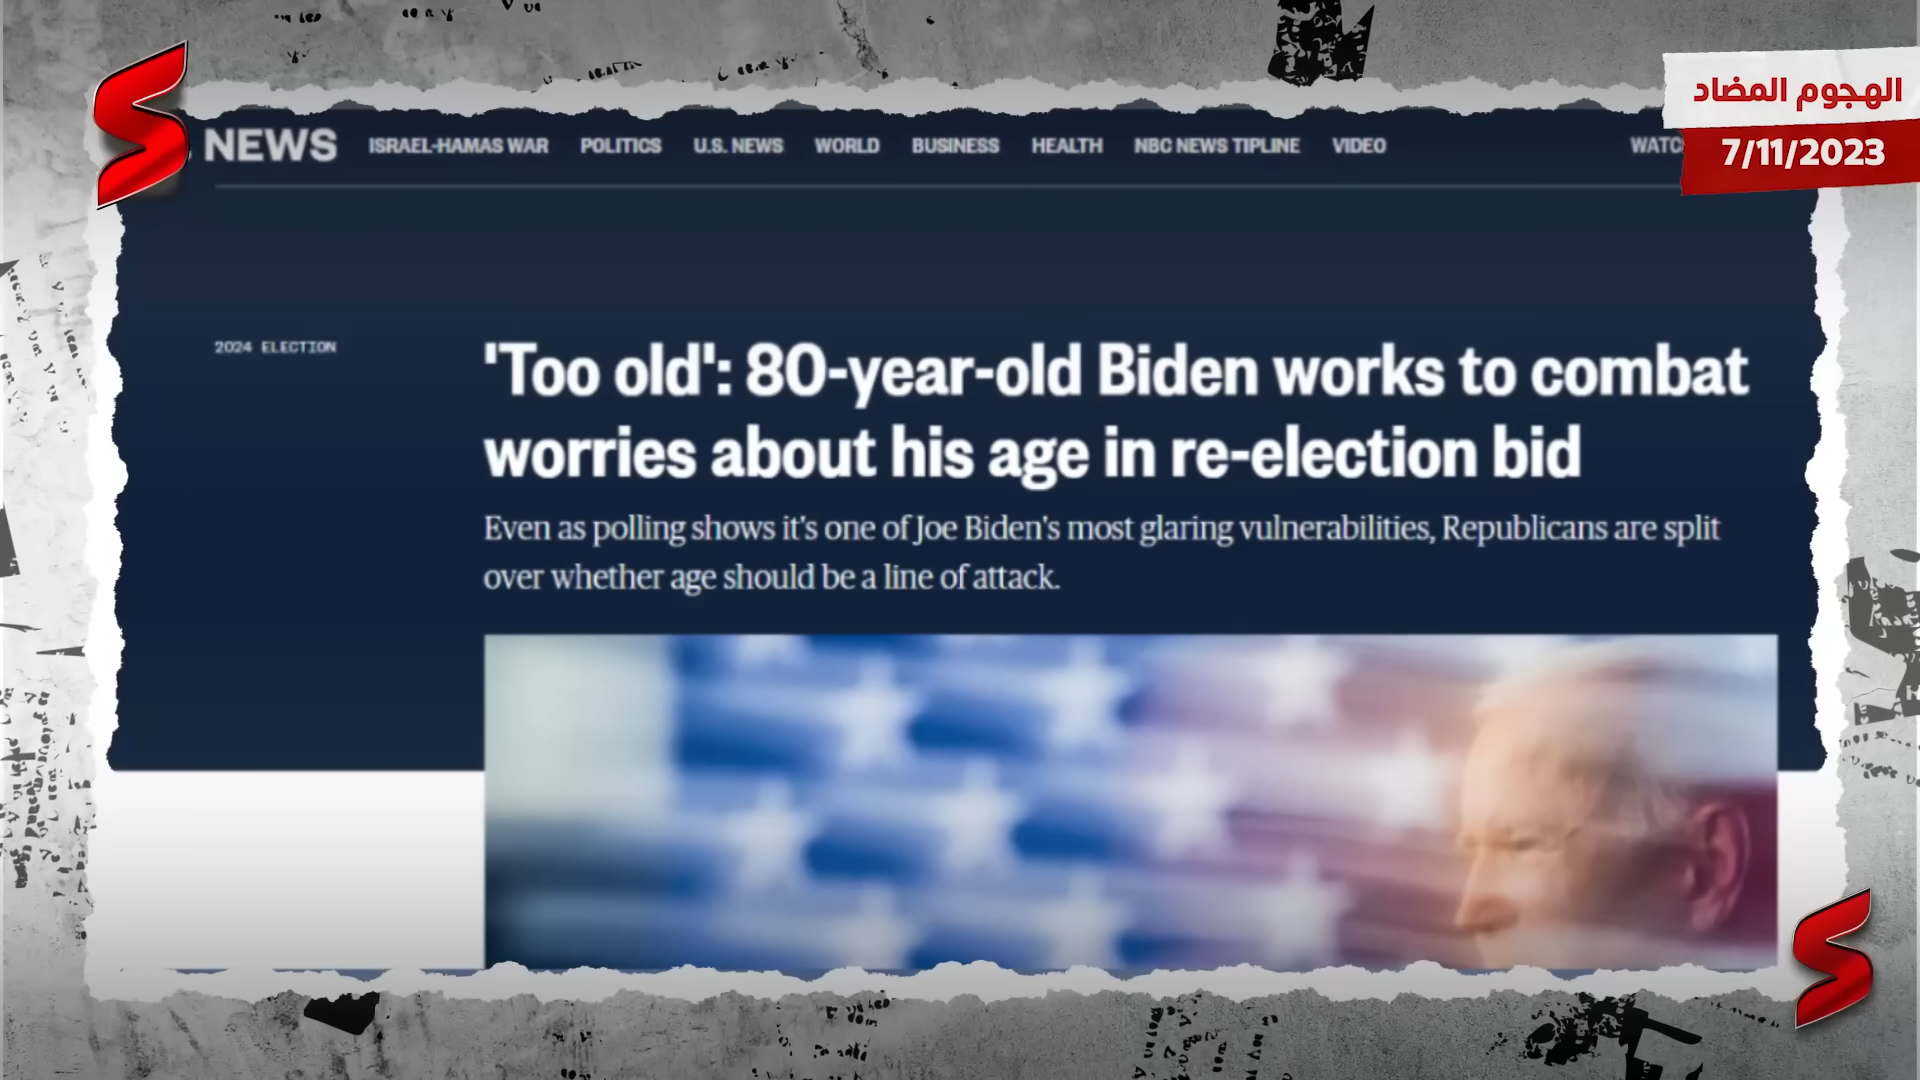 الهجوم المضاد
7/11/2023
NEWS ISRAEL-HAMAS WAR POLITICS U.S. NEWS WORLD BUSINESS HEALTH NBC NEWS TIPLINE VIDEO
2024 ELECTION
'Too old': 80-year-old Biden works to combat
worries about his age in re-election bid
Even as polling shows it's one of Joe Biden's most glaring vulnerabilities, Republicans are split
over whether age should be a line of attack.